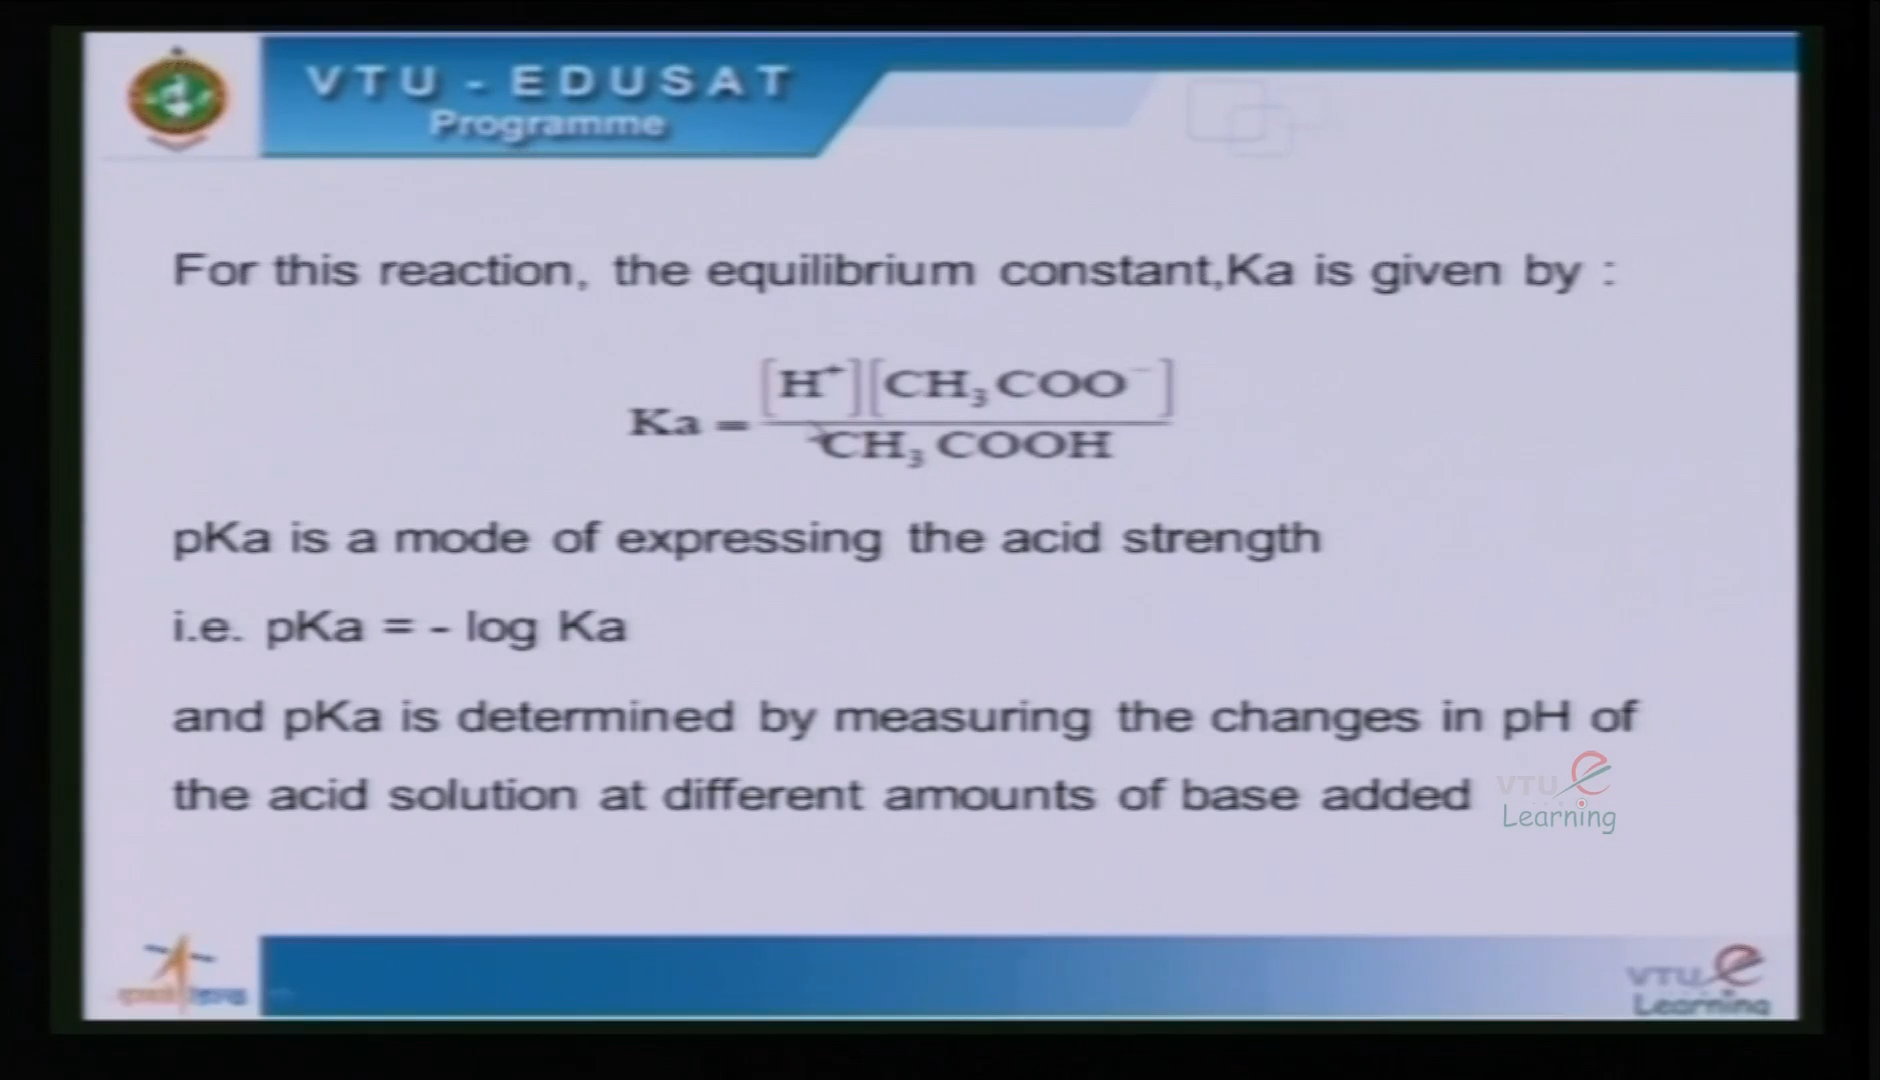 VTU - EDUSAT
Programme
For this reaction, the equilibrium constant,Ka is given by :
Ka = [H⁺][CH₃COO⁻]
CH₃COOH
pKa is a mode of expressing the acid strength
i.e. pKa = - log Ka
and pKa is determined by measuring the changes in pH of
the acid solution at different amounts of base added
VTU e
Learning
VTU e
Learning